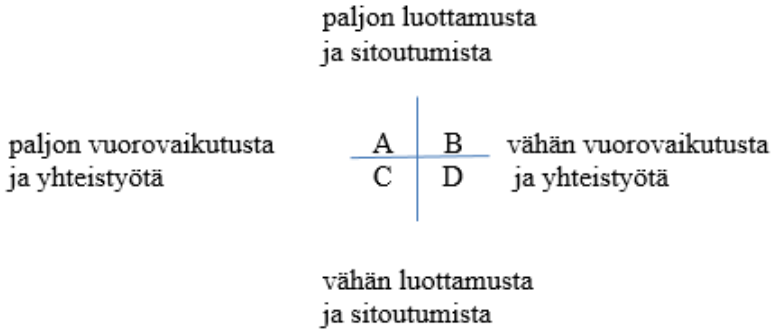 paljon luottamusta
ja sitoutumista
paljon vuorovaikutusta
ja yhteistyötä
A B
C D
vähän vuorovaikutusta
ja yhteistyötä
vähän luottamusta
ja sitoutumista